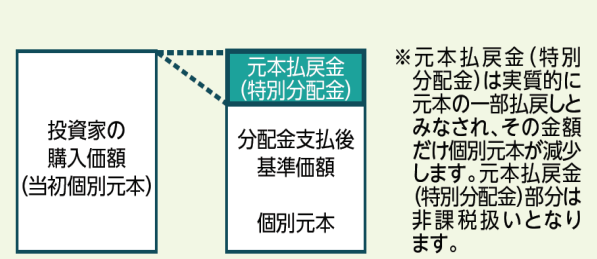 投資家の
購入価額
(当初個別元本)
元本払戻金
(特別分配金)
分配金支払後
基準価額
個別元本
※元本払戻金(特別
分配金)は実質的に
元本の一部払戻しと
みなされ、その金額
だけ個別元本が減少
します。元本払戻金
(特別分配金)部分は
非課税扱いとなり
ます。